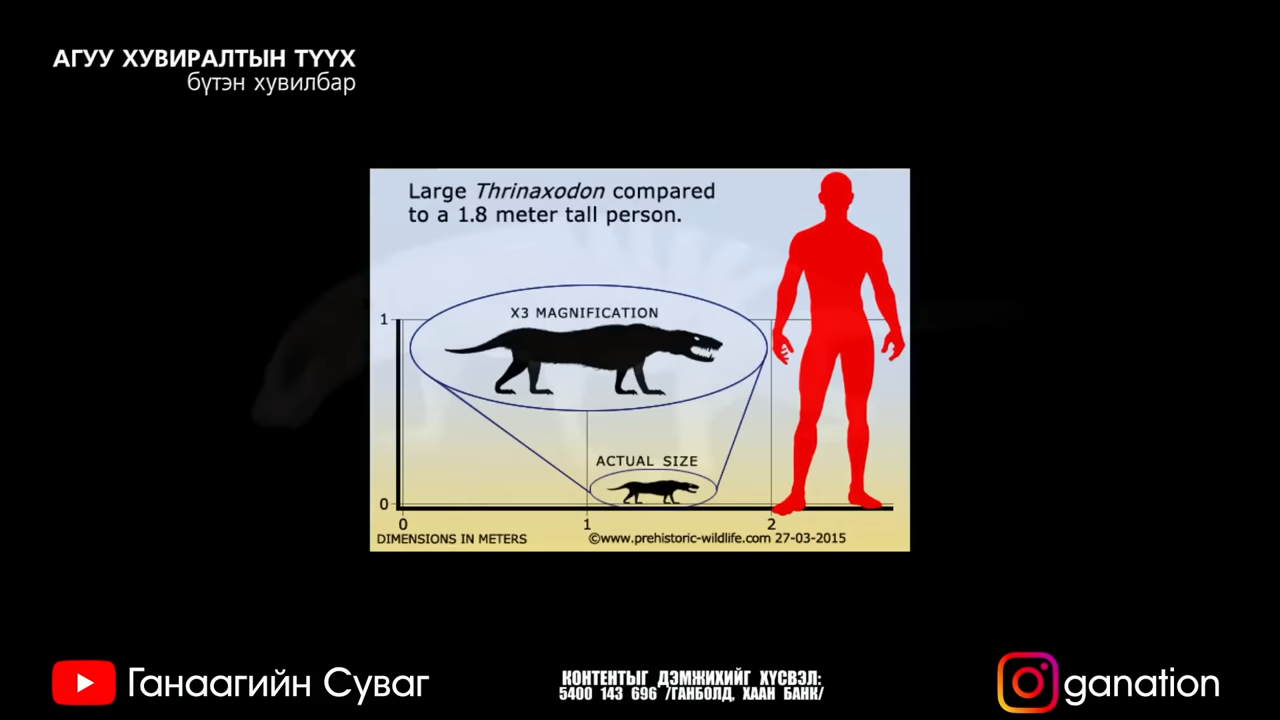 АГУУ ХУВИРАЛТЫН ТҮҮХ
бүтэн хувилбар
Large Thrinaxodon compared
to a 1.8 meter tall person.
X3 MAGNIFICATION
1
ACTUAL SIZE
0
0 1 2
DIMENSIONS IN METERS ©www.prehistoric-wildlife.com 27-03-2015
Ганаагийн Суваг
КОНТЕНТЫГ ДЭМЖИХИЙГ ХҮСВЭЛ:
5400 143 696 /ГАНБОЛД, ХААН БАНК/
ganation